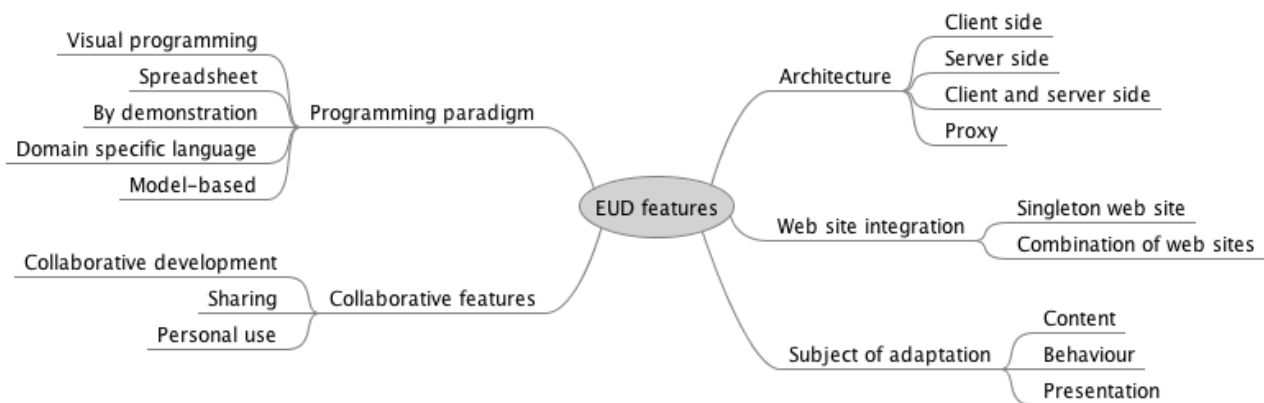 Visual programming
Spreadsheet
By demonstration
Domain specific language
Model-based
Programming paradigm
Collaborative development
Sharing
Personal use
Collaborative features
EUD features
Architecture
Client side
Server side
Client and server side
Proxy
Web site integration
Singleton web site
Combination of web sites
Subject of adaptation
Content
Behaviour
Presentation